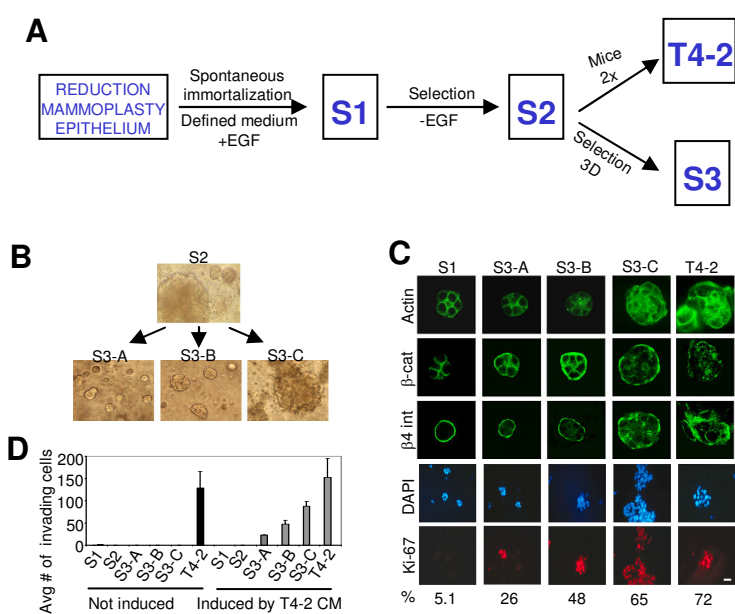 A
REDUCTION
MAMMOPLASTY
EPITHELIUM
Spontaneous
immortalization
Defined medium
+EGF
S1
Selection
-EGF
S2
Mice
2x
T4-2
Selection
3D
S3
B
S2
S3-A
S3-B
S3-C
C
S1
S3-A
S3-B
S3-C
T4-2
Actin
β-cat
β4 int
DAPI
Ki-67
% 5.1 26 48 65 72
D
Avg # of invading cells
200
150
100
50
0
S1 S2 S3-A S3-B S3-C T4-2 S1 S2 S3-A S3-B S3-C T4-2
Not induced
Induced by T4-2 CM